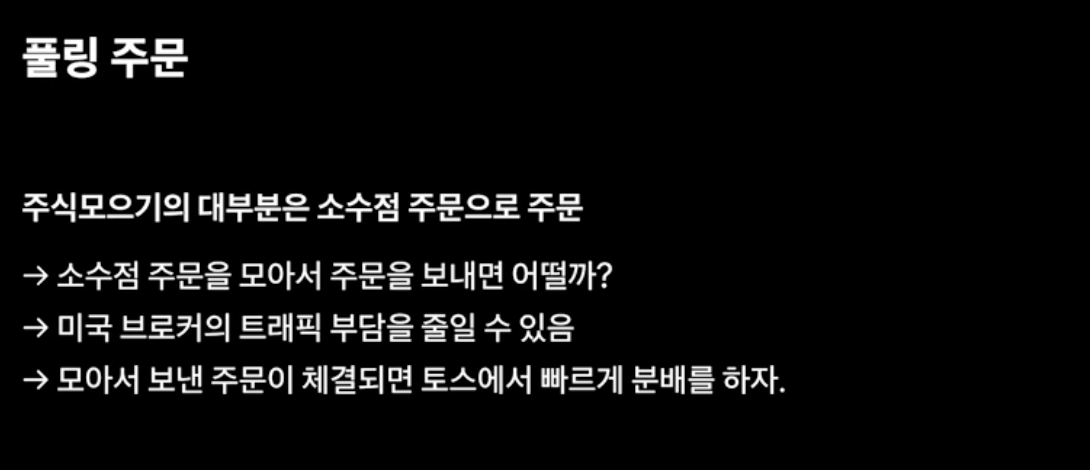 풀링 주문
주식모으기의 대부분은 소수점 주문으로 주문
→ 소수점 주문을 모아서 주문을 보내면 어떨까?
→ 미국 브로커의 트래픽 부담을 줄일 수 있음
→ 모아서 보낸 주문이 체결되면 토스에서 빠르게 분배를 하자.